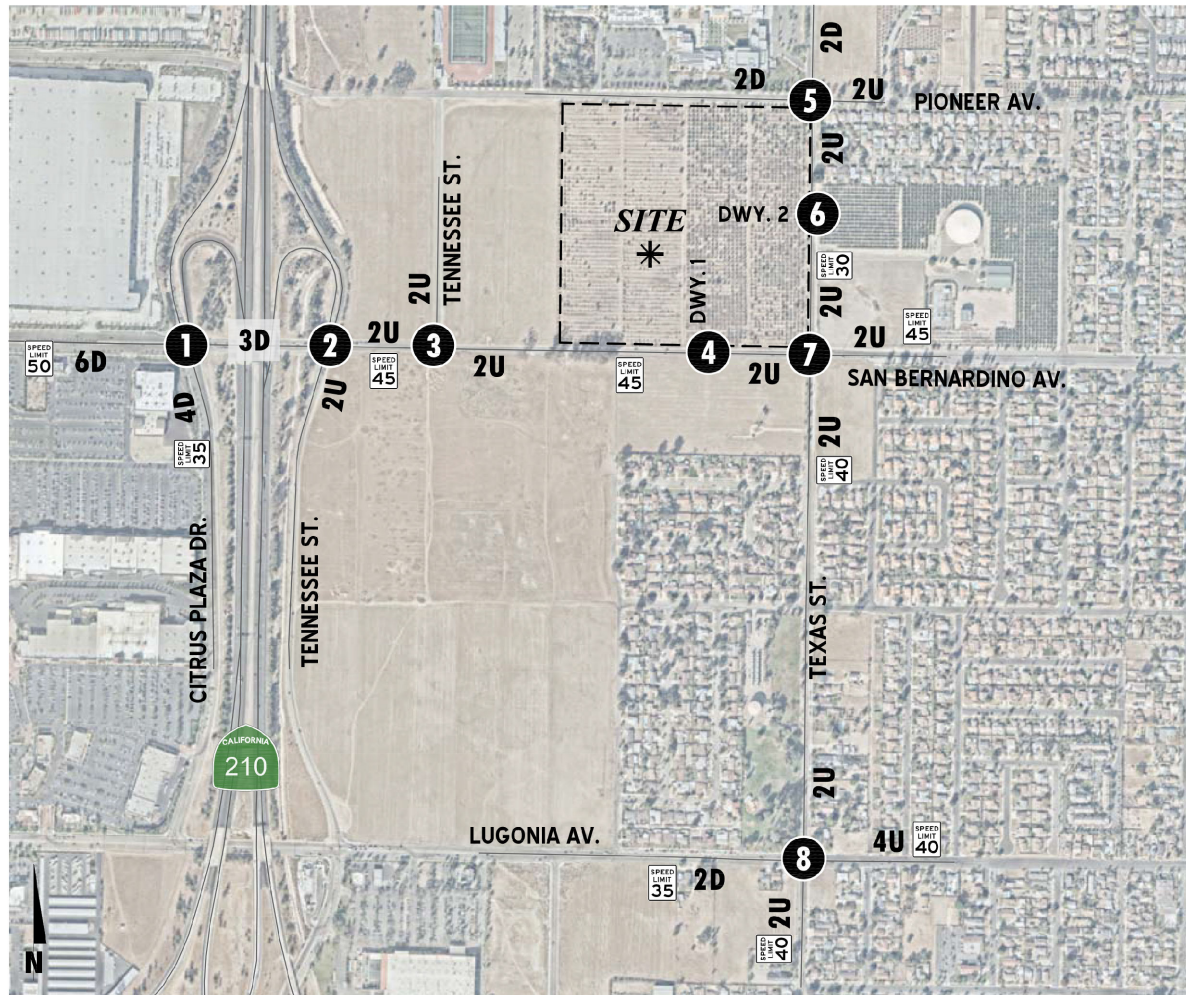 2D
2D
5
2U
PIONEER AV.
2U
TENNESSEE ST.
SITE
DWY. 2
6
2U
DWY. 1
SPEED LIMIT 30
2U
SPEED LIMIT 50
6D
1
3D
2
2U
3
2U
SPEED LIMIT 45
SPEED LIMIT 45
4
2U
7
2U
SPEED LIMIT 45
SAN BERNARDINO AV.
4D
2U
SPEED LIMIT 35
2U
SPEED LIMIT 40
CITRUS PLAZA DR.
TENNESSEE ST.
TEXAS ST.
CALIFORNIA
210
2U
LUGONIA AV.
8
4U
SPEED LIMIT 40
SPEED LIMIT 35
2D
2U
SPEED LIMIT 40
N